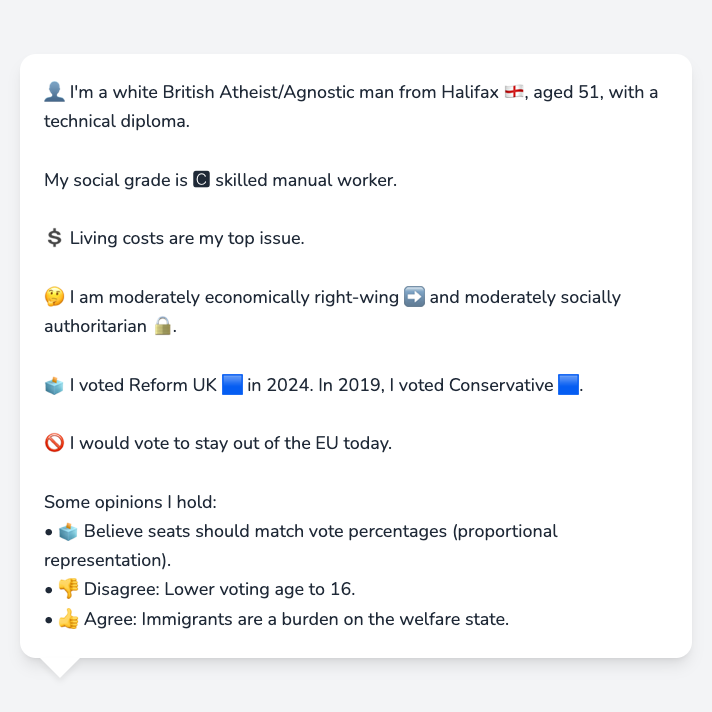 👤 I'm a white British Atheist/Agnostic man from Halifax 🏴󠁧󠁢󠁥󠁮󠁧󠁿, aged 51, with a
technical diploma.
My social grade is 🅲 skilled manual worker.
💲 Living costs are my top issue.
🤔 I am moderately economically right-wing ➡️ and moderately socially
authoritarian 🔒.
🗳️ I voted Reform UK 🟦 in 2024. In 2019, I voted Conservative 🟦.
🚫 I would vote to stay out of the EU today.
Some opinions I hold:
• 🗳️ Believe seats should match vote percentages (proportional
representation).
• 👎 Disagree: Lower voting age to 16.
• 👍 Agree: Immigrants are a burden on the welfare state.